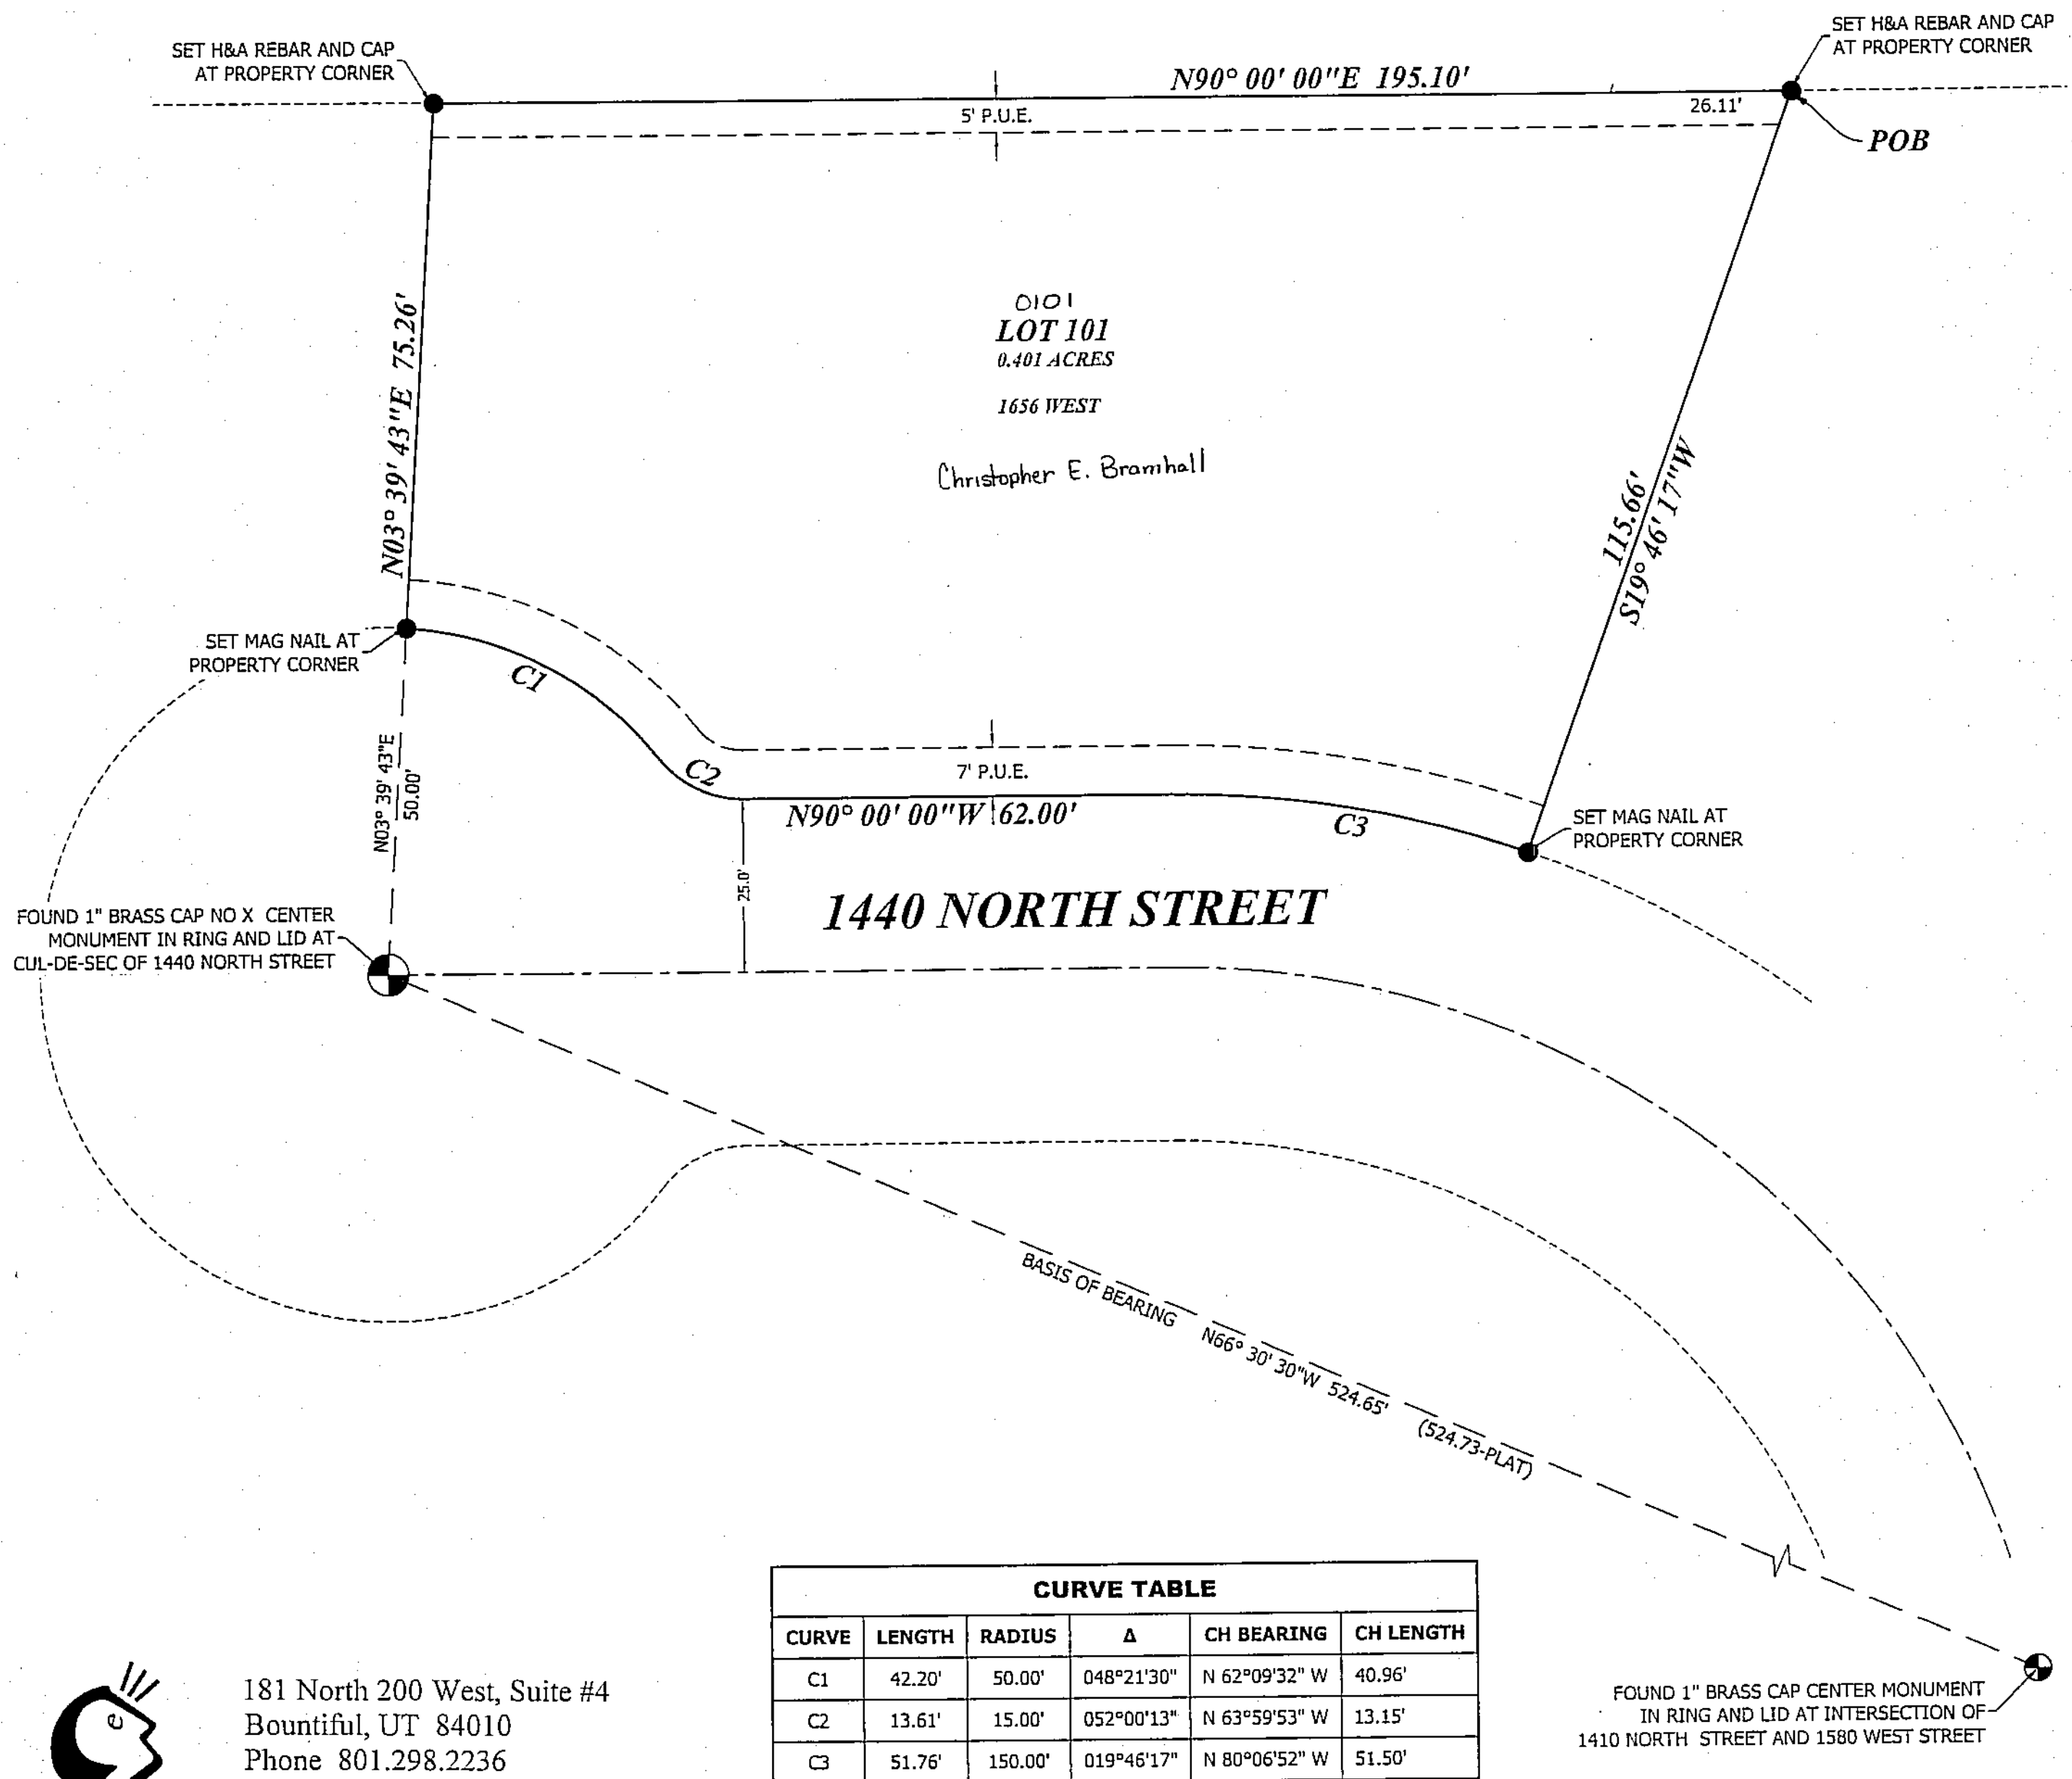 SET H&A REBAR AND CAP
AT PROPERTY CORNER
SET H&A REBAR AND CAP
AT PROPERTY CORNER
N90° 00' 00"E 195.10'
5' P.U.E.
26.11'
POB
N03° 39' 43"E 75.26'
0101
LOT 101
0.401 ACRES
1656 WEST
Christopher E. Bramhall
115.66'
S19° 46' 17"W
SET MAG NAIL AT
PROPERTY CORNER
C1
C2
7' P.U.E.
N90° 00' 00"W 62.00'
C3
SET MAG NAIL AT
PROPERTY CORNER
N03° 39' 43"E
50.00'
25.0'
1440 NORTH STREET
FOUND 1" BRASS CAP NO X CENTER
MONUMENT IN RING AND LID AT
CUL-DE-SEC OF 1440 NORTH STREET
BASIS OF BEARING N66° 30' 30"W 524.65' (524.73-PLAT)
CURVE TABLE
CURVE LENGTH RADIUS Δ CH BEARING CH LENGTH
C1 42.20' 50.00' 048°21'30" N 62°09'32" W 40.96'
C2 13.61' 15.00' 052°00'13" N 63°59'53" W 13.15'
C3 51.76' 150.00' 019°46'17" N 80°06'52" W 51.50'
e
181 North 200 West, Suite #4
Bountiful, UT 84010
Phone 801.298.2236
FOUND 1" BRASS CAP CENTER MONUMENT
IN RING AND LID AT INTERSECTION OF
1410 NORTH STREET AND 1580 WEST STREET